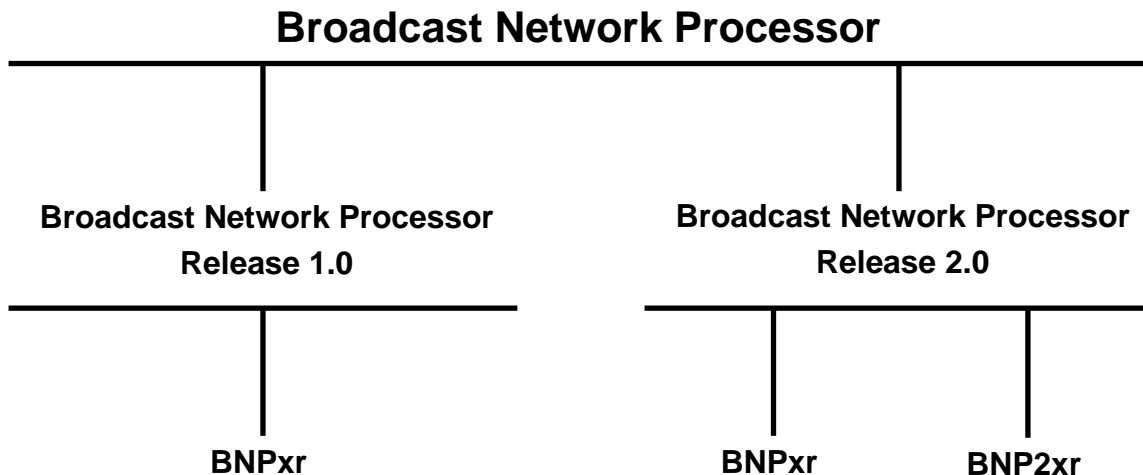 Broadcast Network Processor
Broadcast Network Processor
Release 1.0
Broadcast Network Processor
Release 2.0
BNPxr
BNPxr
BNP2xr